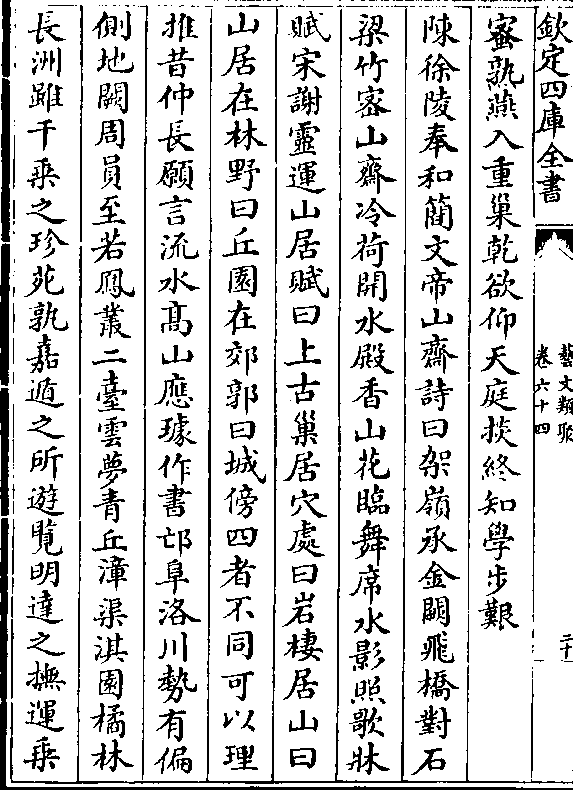 欽定四庫全書
藝文類聚
卷六十四
二十
蜜孰燕入重巢乾欲仰天庭掞終知學步艱
陳徐陵奉和簡文帝山齋詩曰架嶺承金闕飛橋對石
梁竹密山齋冷荷開水殿香山花臨舞席水影照歌牀
賦宋謝靈運山居賦曰上古巢居穴處曰岩棲居山曰
山居在林野曰丘園在郊郭曰城傍四者不同可以理
推昔仲長願言流水髙山應璩作書邙阜洛川勢有偏
側地闕周員至若鳳叢二臺雲夢青丘漳渠淇園橘林
長洲雖千乗之珍苑孰嘉遁之所遊覽明達之撫運乗